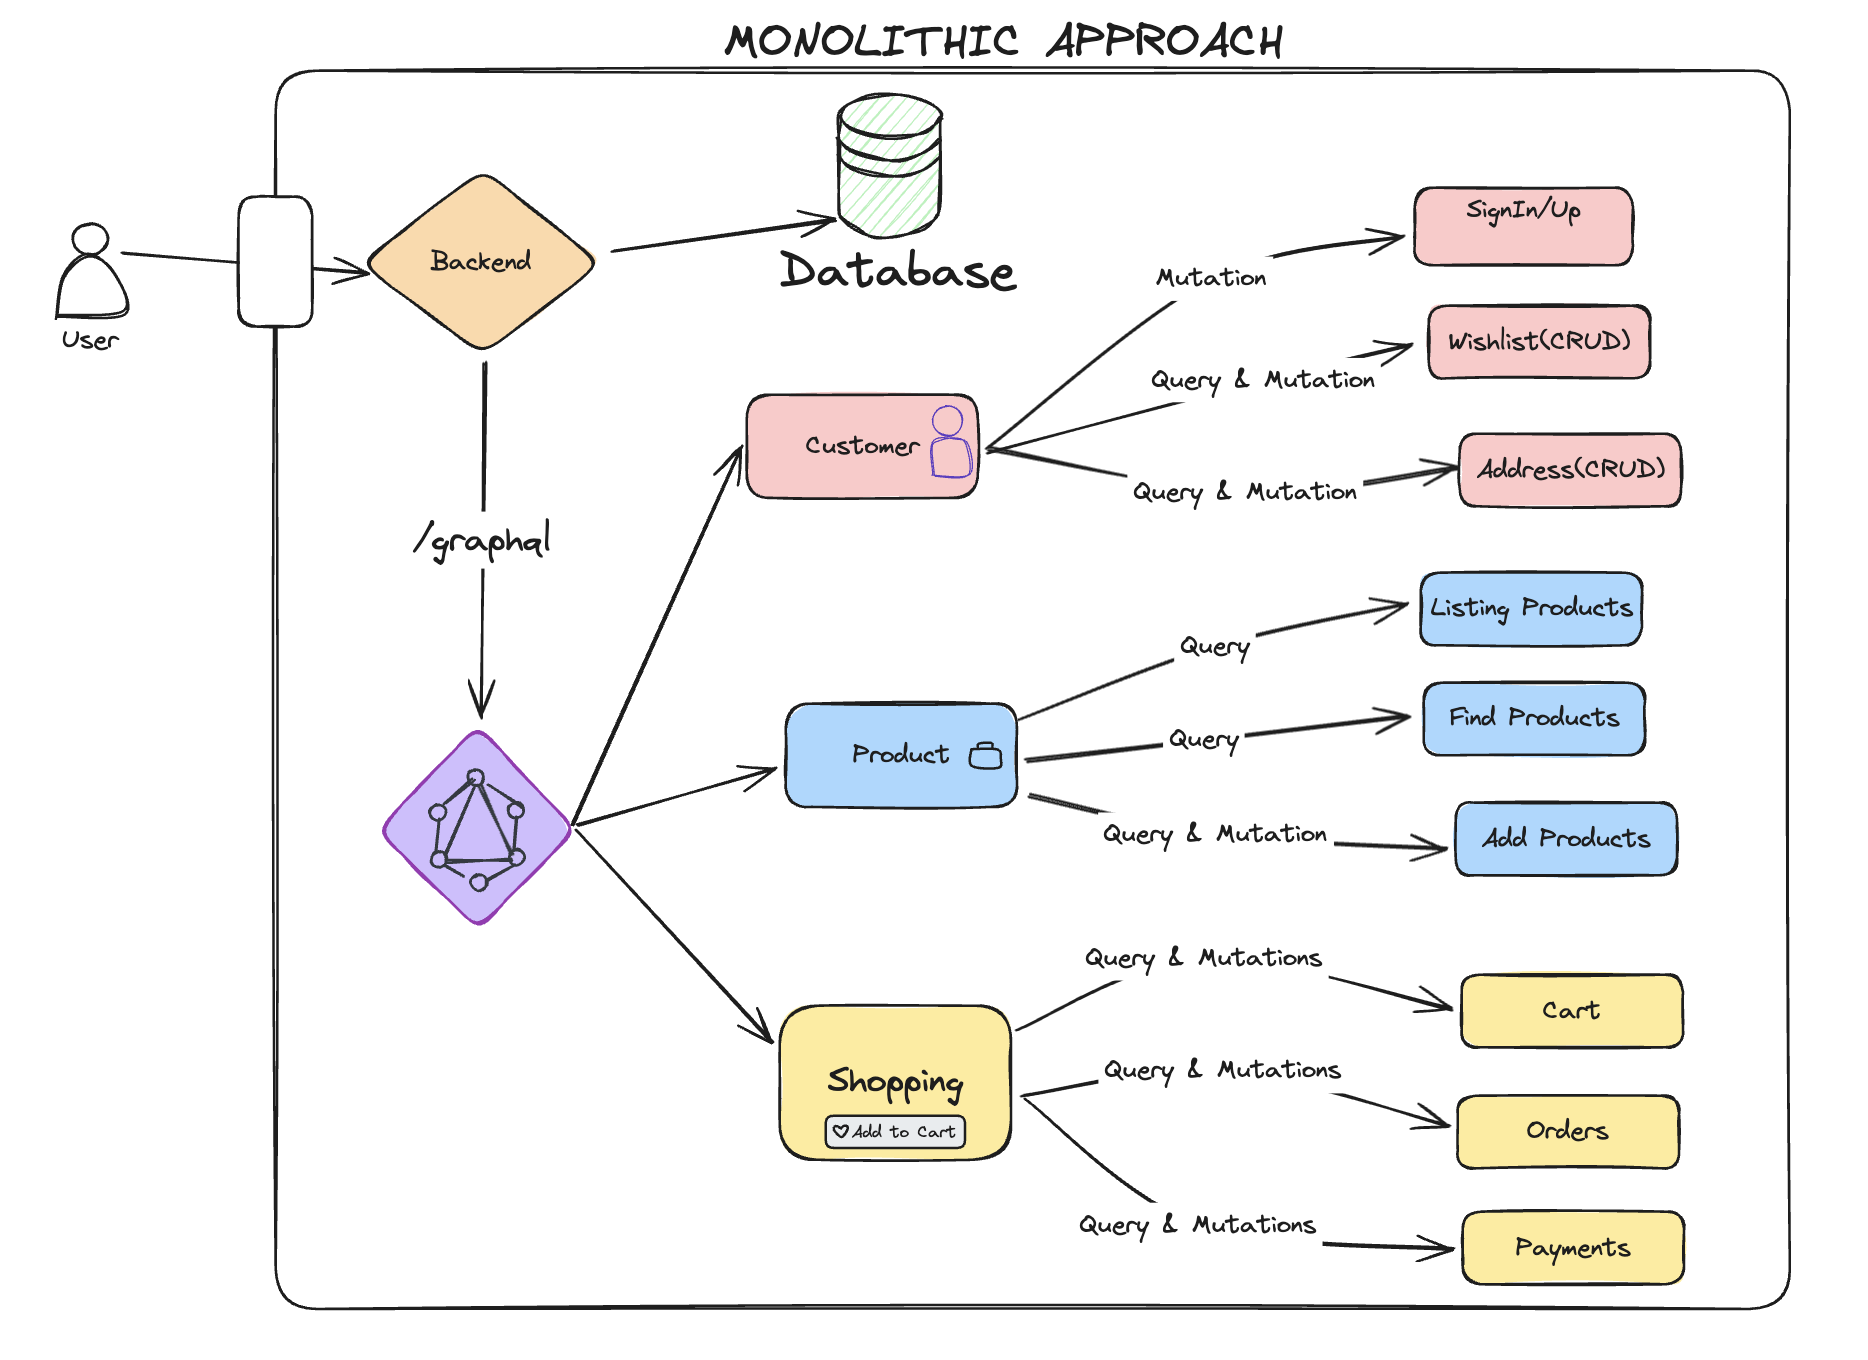 MONOLITHIC APPROACH
User
Backend
Database
/graphql
Customer
Mutation
SignIn/Up
Query & Mutation
Wishlist(CRUD)
Query & Mutation
Address(CRUD)
Product
Query
Listing Products
Query
Find Products
Query & Mutation
Add Products
Shopping
Add to Cart
Query & Mutations
Cart
Query & Mutations
Orders
Query & Mutations
Payments